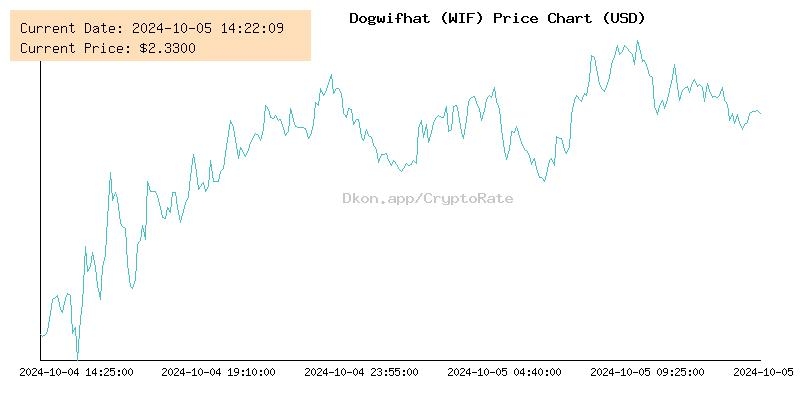 Dogwifhat (WIF) Price Chart (USD)
Current Date: 2024-10-05 14:22:09
Current Price: $2.3300
Dkon.app/CryptoRate
2024-10-04 14:25:00 2024-10-04 19:10:00 2024-10-04 23:55:00 2024-10-05 04:40:00 2024-10-05 09:25:00 2024-10-05